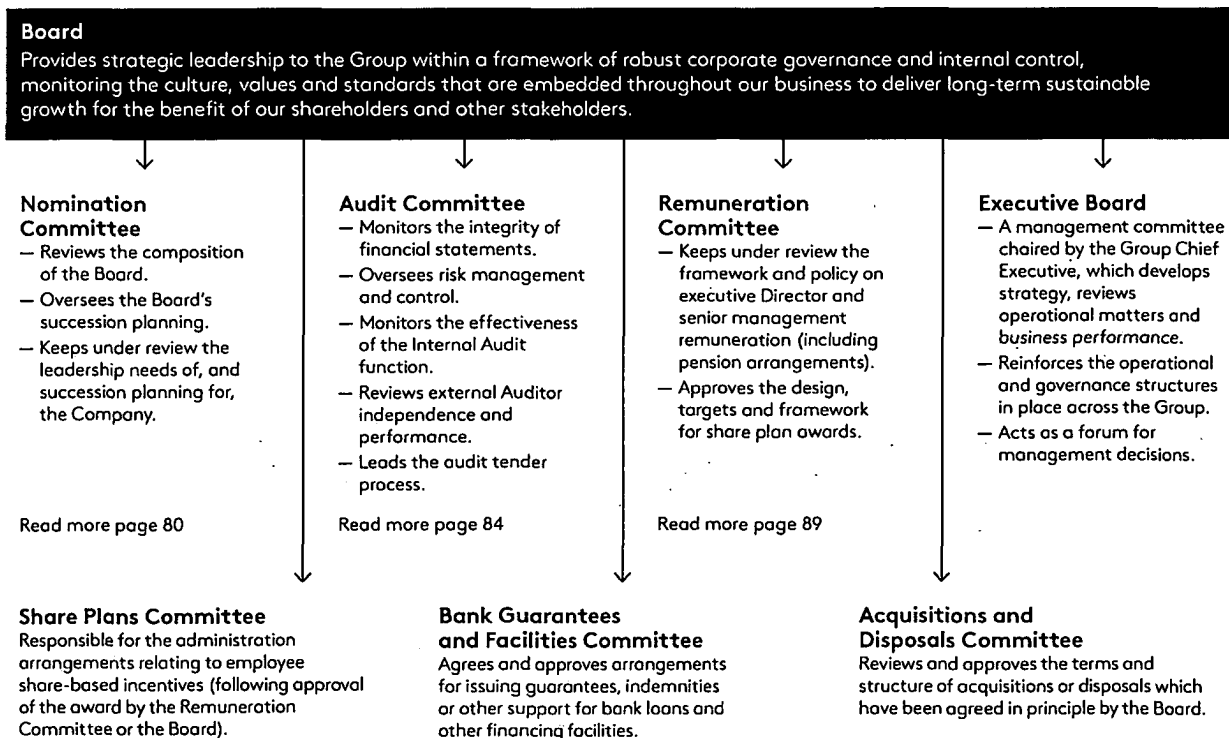 Board
Provides strategic leadership to the Group within a framework of robust corporate governance and internal control,
monitoring the culture, values and standards that are embedded throughout our business to deliver long-term sustainable
growth for the benefit of our shareholders and other stakeholders.
Nomination
Committee
— Reviews the composition
of the Board.
— Oversees the Board's
succession planning.
— Keeps under review the
leadership needs of, and
succession planning for,
the Company.
Read more page 80
Audit Committee
— Monitors the integrity of
financial statements.
— Oversees risk management
and control.
— Monitors the effectiveness
of the Internal Audit
function.
— Reviews external Auditor
independence and
performance.
— Leads the audit tender
process.
Read more page 84
Remuneration
Committee
— Keeps under review the
framework and policy on
executive Director and
senior management
remuneration (including
pension arrangements).
— Approves the design,
targets and framework
for share plan awards.
Read more page 89
Executive Board
— A management committee
chaired by the Group Chief
Executive, which develops
strategy, reviews
operational matters and
business performance.
— Reinforces the operational
and governance structures
in place across the Group.
— Acts as a forum for
management decisions.
Share Plans Committee
Responsible for the administration
arrangements relating to employee
share-based incentives (following approval
of the award by the Remuneration
Committee or the Board).
Bank Guarantees
and Facilities Committee
Agrees and approves arrangements
for issuing guarantees, indemnities
or other support for bank loans and
other financing facilities.
Acquisitions and
Disposals Committee
Reviews and approves the terms and
structure of acquisitions or disposals which
have been agreed in principle by the Board.